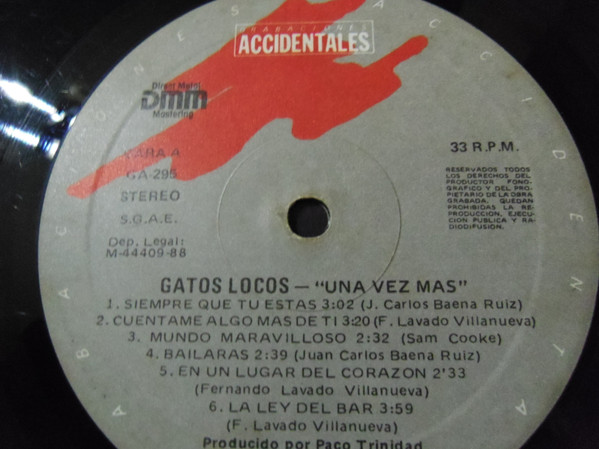 GRABACIONES
ACCIDENTALES
GRABACIONES ACCIDENTALES
Direct Metal
DMM
Mastering
CARA A
GA-295
STEREO
S.G.A.E.
Dep. Legal:
M-44409-88
33 R.P.M.
RESERVADOS TODOS
LOS DERECHOS DEL
PRODUCTOR FONO-
GRAFICO Y DEL PRO-
PIETARIO DE LA OBRA
GRABADA. QUEDAN
PROHIBIDAS LA RE-
PRODUCCION, EJECU-
CION PUBLICA Y RA-
DIODIFUSION.
GATOS LOCOS — "UNA VEZ MAS"
1. SIEMPRE QUE TU ESTAS 3:02 (J. Carlos Baena Ruiz)
2. CUENTAME ALGO MAS DE TI 3:20 (F. Lavado Villanueva)
3. MUNDO MARAVILLOSO 2:32 (Sam Cooke)
4. BAILARAS 2:39 (Juan Carlos Baena Ruiz)
5. EN UN LUGAR DEL CORAZON 2'33
(Fernando Lavado Villanueva)
6. LA LEY DEL BAR 3:59
(F. Lavado Villanueva)
Producido por Paco Trinidad